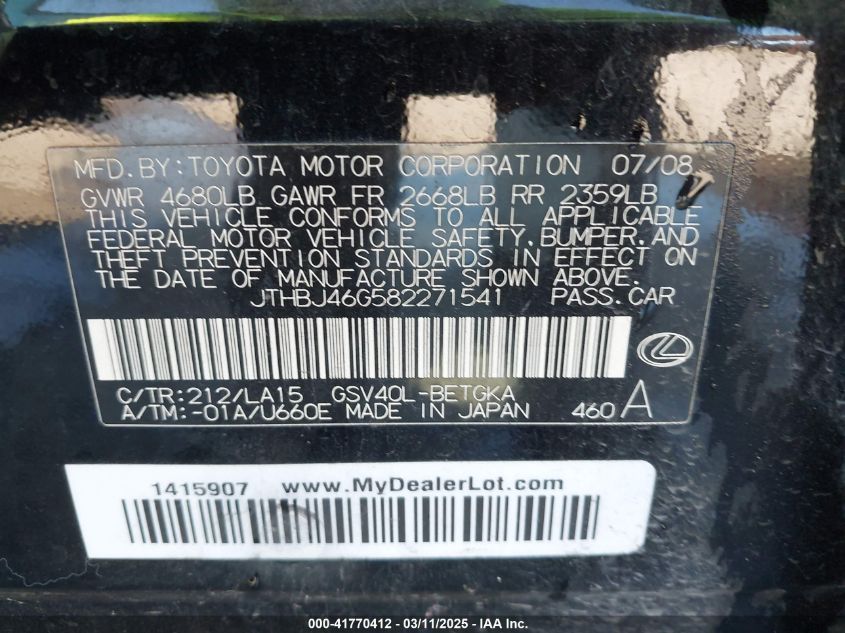 MFD.BY:TOYOTA MOTOR CORPORATION 07/08
GVWR 4680LB GAWR FR 2668LB RR 2359LB
THIS VEHICLE CONFORMS TO ALL APPLICABLE
FEDERAL MOTOR VEHICLE SAFETY,BUMPER,AND
THEFT PREVENTION STANDARDS IN EFFECT ON
THE DATE OF MANUFACTURE SHOWN ABOVE.
JTHBJ46G582271541 PASS.CAR
C/TR:212/LA15 GSV40L-BETGKA
A/TM:-01A/U660E MADE IN JAPAN 460 A
1415907 www.MyDealerLot.com
000-41770412 - 03/11/2025 - IAA Inc.